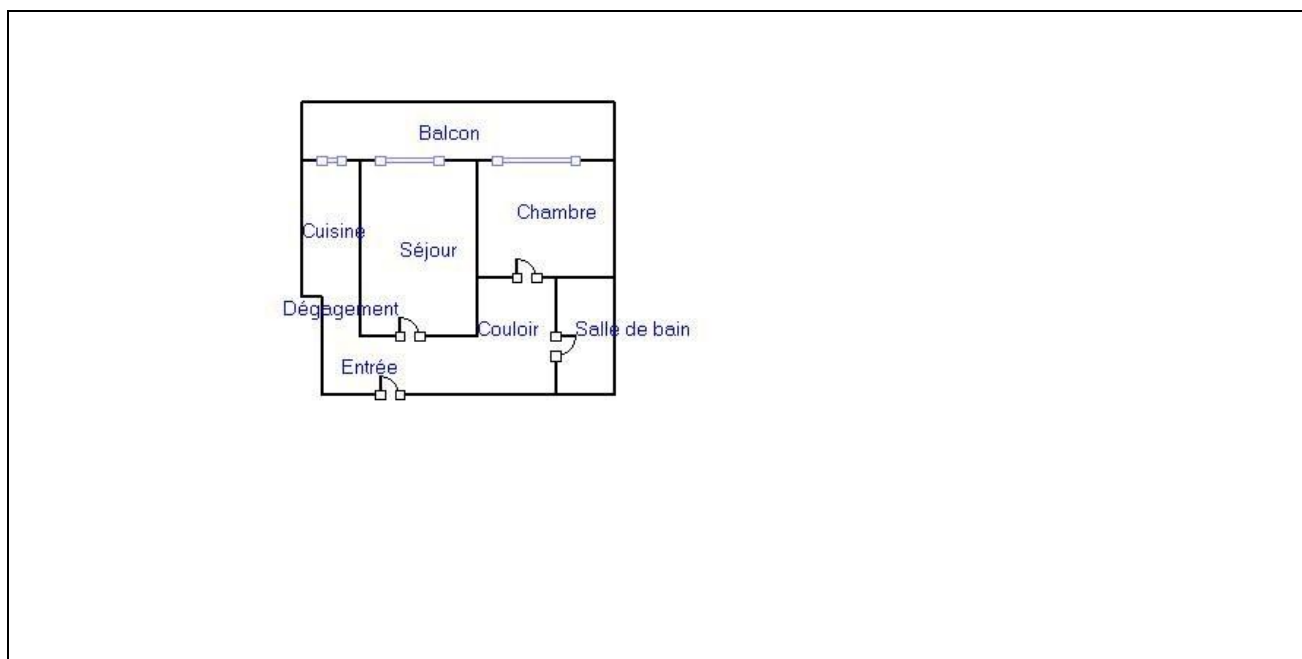 Balcon
Chambre
Cuisine
Séjour
Dégagement
Couloir
Salle de bain
Entrée